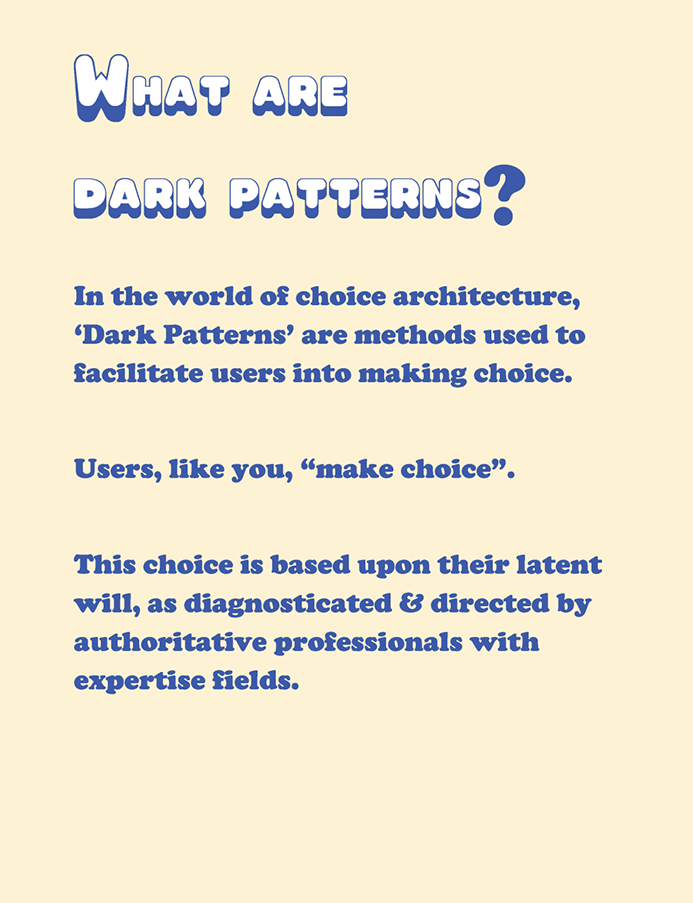 What are
dark patterns?
In the world of choice architecture,
‘Dark Patterns’ are methods used to
facilitate users into making choice.
Users, like you, “make choice”.
This choice is based upon their latent
will, as diagnosticated & directed by
authoritative professionals with
expertise fields.